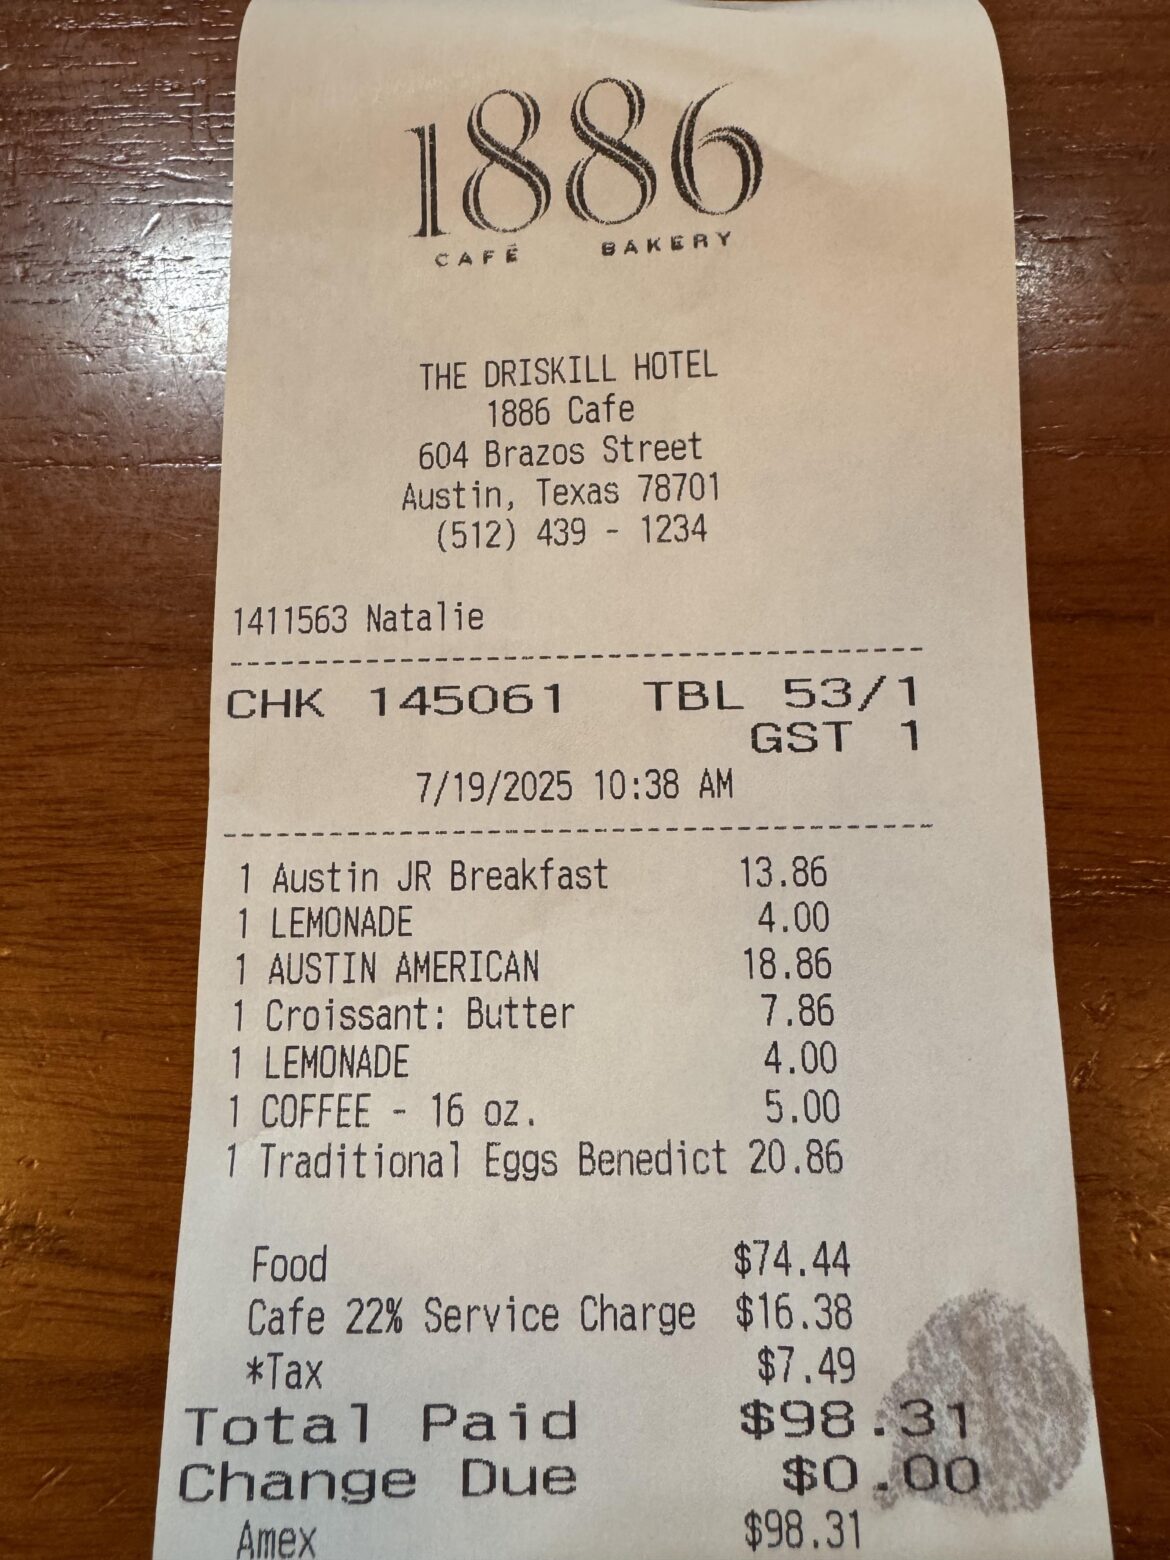 1886
CAFÉ BAKERY
THE DRISKILL HOTEL
1886 Cafe
604 Brazos Street
Austin, Texas 78701
(512) 439 - 1234
1411563 Natalie
CHK 145061 TBL 53/1
GST 1
7/19/2025 10:38 AM
1 Austin JR Breakfast 13.86
1 LEMONADE 4.00
1 AUSTIN AMERICAN 18.86
1 Croissant: Butter 7.86
1 LEMONADE 4.00
1 COFFEE - 16 oz. 5.00
1 Traditional Eggs Benedict 20.86
Food $74.44
Cafe 22% Service Charge $16.38
*Tax $7.49
Total Paid $98.31
Change Due $0.00
Amex $98.31